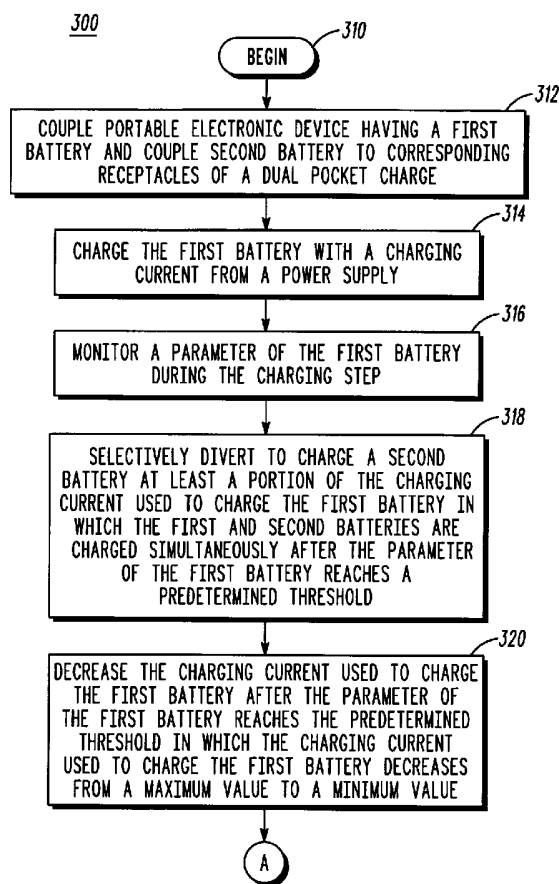 300
310
BEGIN
312
COUPLE PORTABLE ELECTRONIC DEVICE HAVING A FIRST
BATTERY AND COUPLE SECOND BATTERY TO CORRESPONDING
RECEPTACLES OF A DUAL POCKET CHARGE
314
CHARGE THE FIRST BATTERY WITH A CHARGING
CURRENT FROM A POWER SUPPLY
316
MONITOR A PARAMETER OF THE FIRST BATTERY
DURING THE CHARGING STEP
318
SELECTIVELY DIVERT TO CHARGE A SECOND
BATTERY AT LEAST A PORTION OF THE CHARGING
CURRENT USED TO CHARGE THE FIRST BATTERY IN
WHICH THE FIRST AND SECOND BATTERIES ARE
CHARGED SIMULTANEOUSLY AFTER THE PARAMETER
OF THE FIRST BATTERY REACHES A
PREDETERMINED THRESHOLD
320
DECREASE THE CHARGING CURRENT USED TO CHARGE
THE FIRST BATTERY AFTER THE PARAMETER OF
THE FIRST BATTERY REACHES THE PREDETERMINED
THRESHOLD IN WHICH THE CHARGING CURRENT
USED TO CHARGE THE FIRST BATTERY DECREASES
FROM A MAXIMUM VALUE TO A MINIMUM VALUE
A